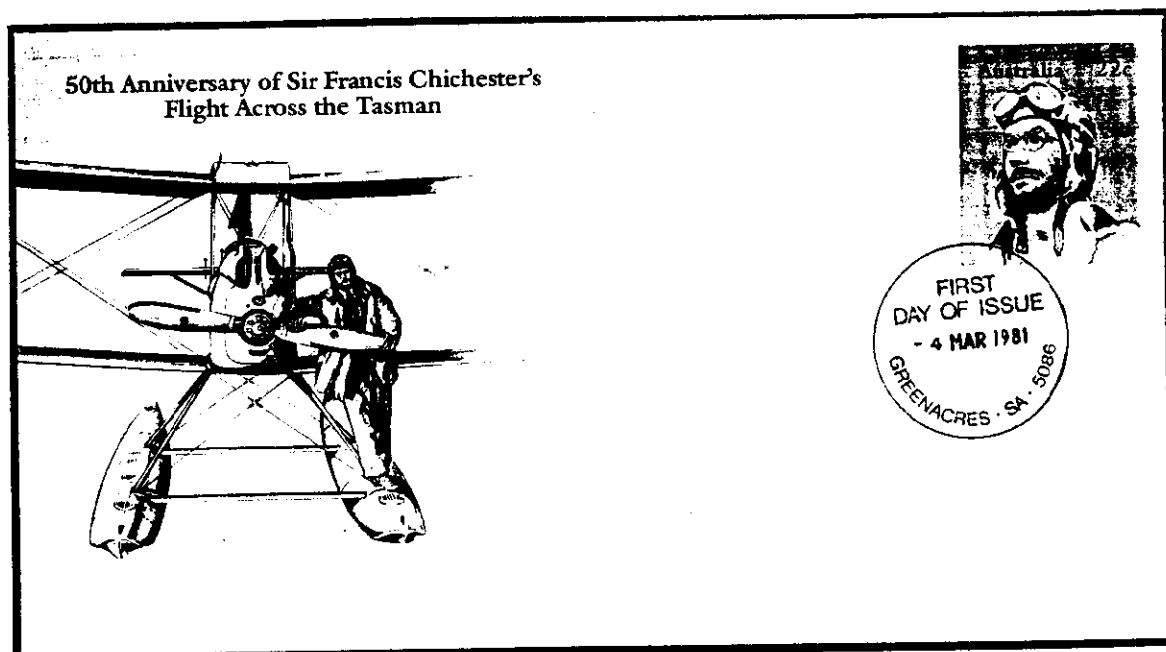 50th Anniversary of Sir Francis Chichester's
Flight Across the Tasman
Australia 22c
FIRST
DAY OF ISSUE
- 4 MAR 1981
GREENACRES · SA · 5086